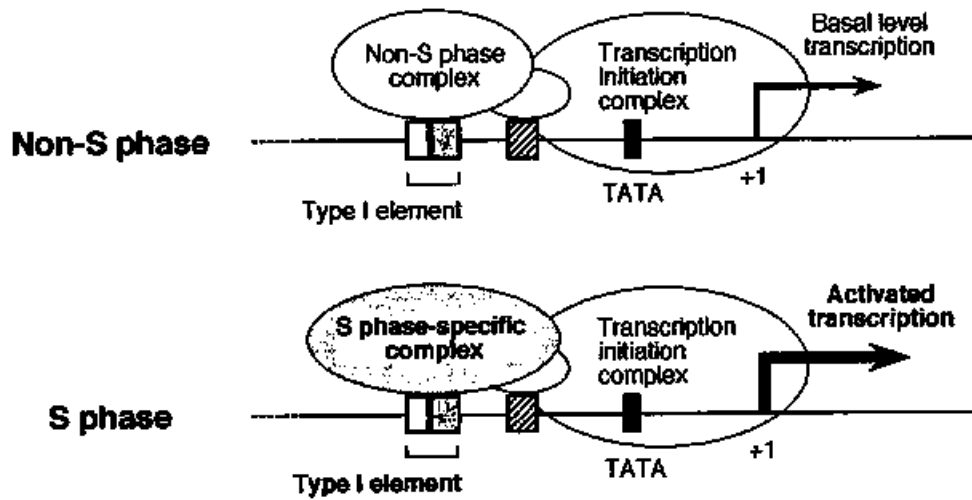 Non-S phase
complex
Transcription
Initiation
complex
Basal level
transcription
Non-S phase
TATA
+1
Type I element
S phase-specific
complex
Transcription
initiation
complex
Activated
transcription
S phase
TATA
+1
Type I element